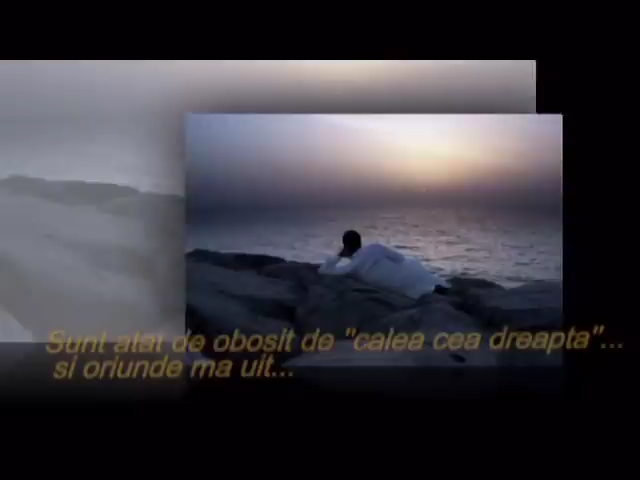 Sunt atat de obosit de "calea cea dreapta"...
si oriunde ma uit...